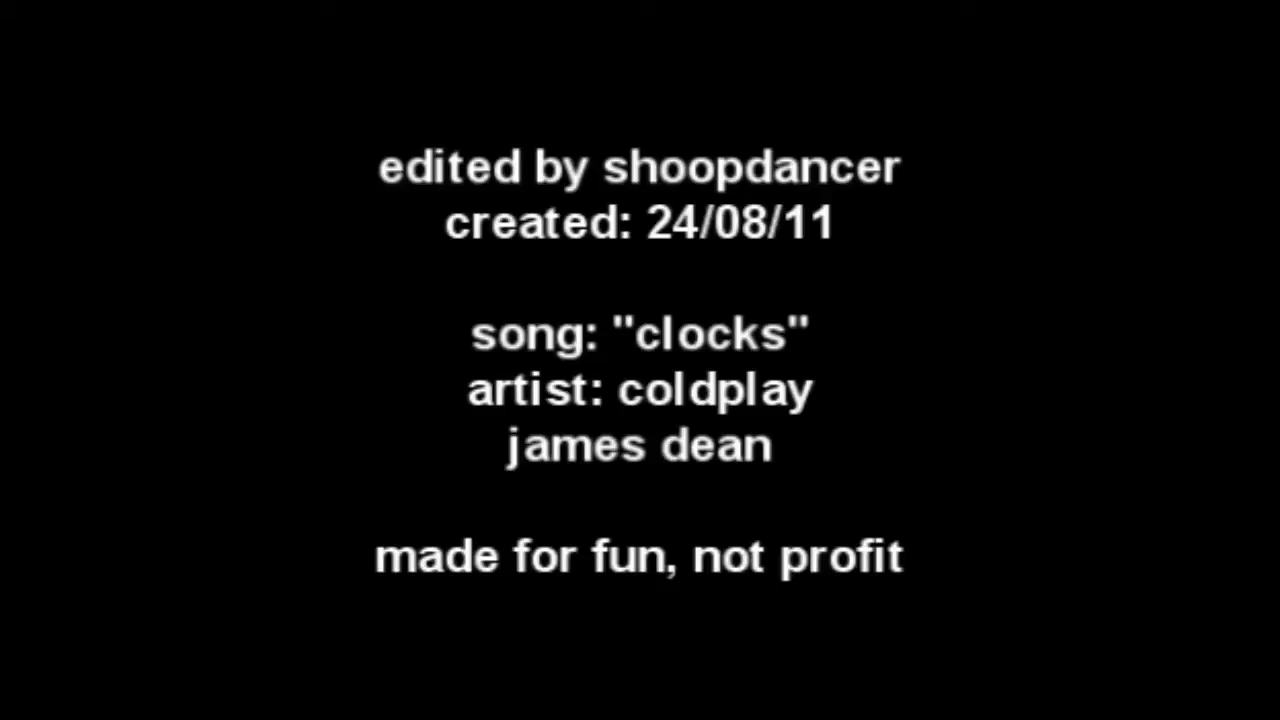 edited by shoopdancer
created: 24/08/11
song: "clocks"
artist: coldplay
james dean
made for fun, not profit